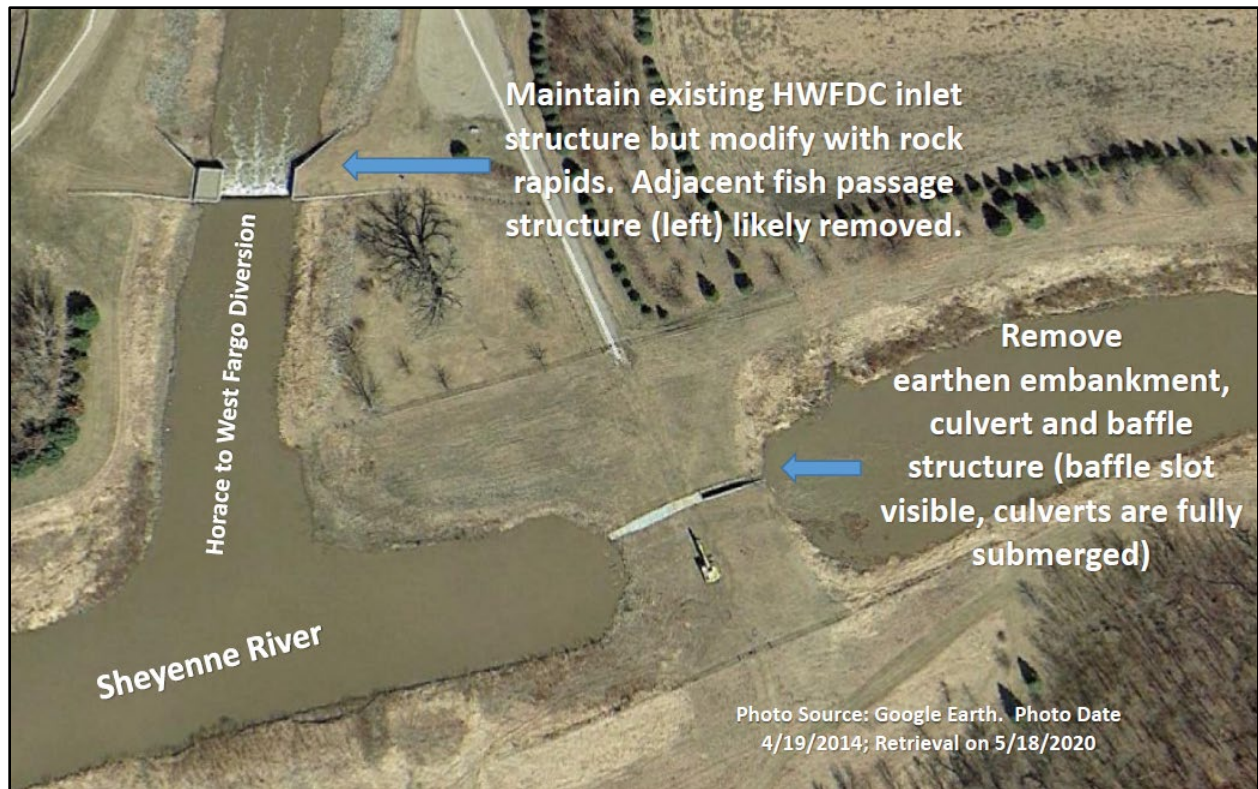 Maintain existing HWFDC inlet
structure but modify with rock
rapids.  Adjacent fish passage
structure (left) likely removed.
Horace to West Fargo Diversion
Remove
earthen embankment,
culvert and baffle
structure (baffle slot
visible, culverts are fully
submerged)
Sheyenne River
Photo Source: Google Earth.  Photo Date
4/19/2014; Retrieval on 5/18/2020